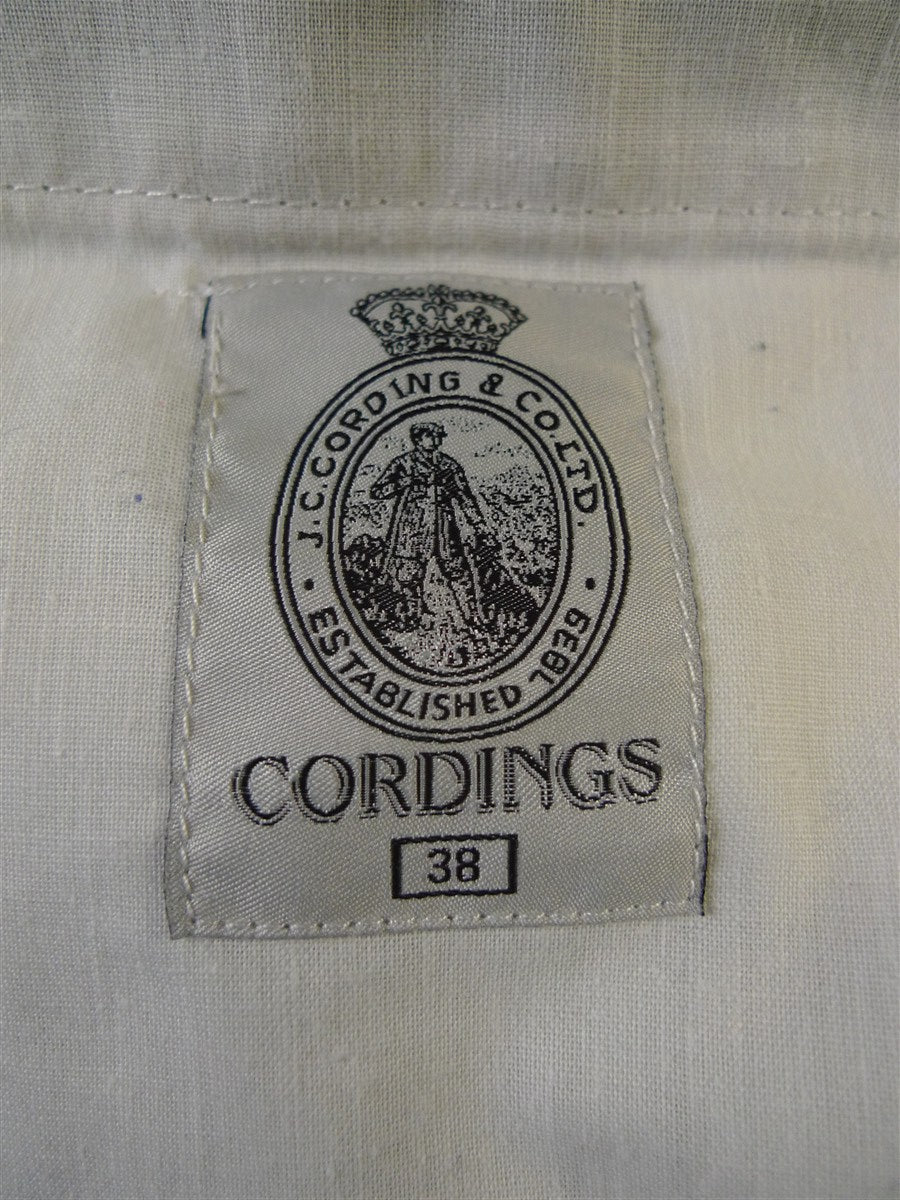 J.C.CORDING & CO.LTD.
• ESTABLISHED 1839 •
CORDINGS
38